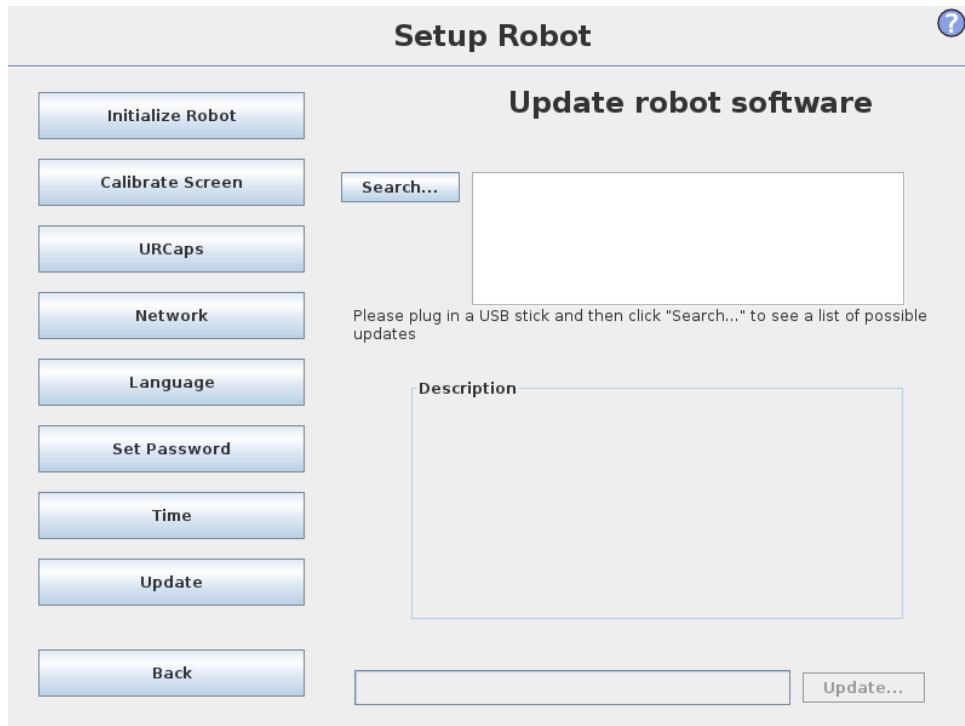 Setup Robot
?
Initialize Robot
Calibrate Screen
URCaps
Network
Language
Set Password
Time
Update
Back
Update robot software
Search...
Please plug in a USB stick and then click "Search..." to see a list of possible
updates
Description
Update...